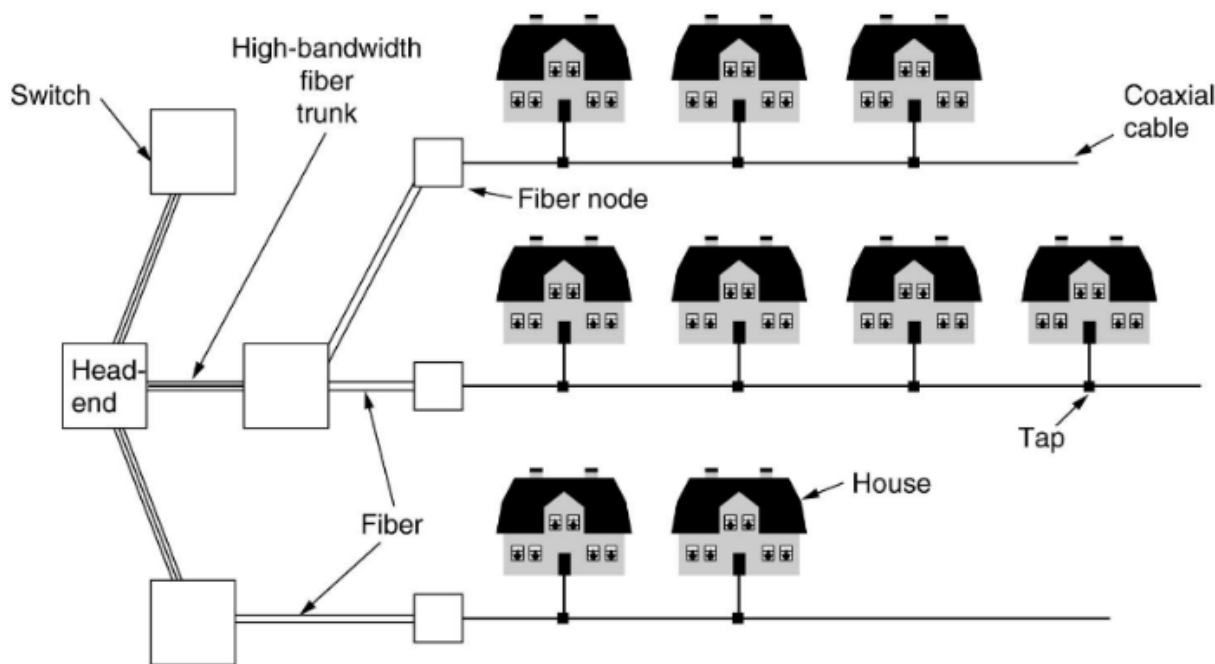 High-bandwidth
fiber
trunk
Switch
Coaxial
cable
Fiber node
Head-
end
Tap
House
Fiber